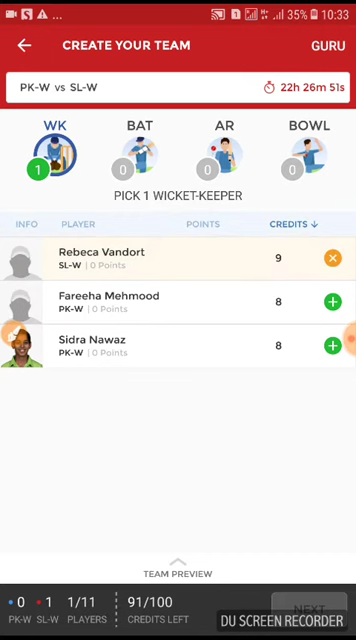 ... 35% 10:33
CREATE YOUR TEAM GURU
PK-W vs SL-W 22h 26m 51s
WK BAT AR BOWL
1 0 0 0
PICK 1 WICKET-KEEPER
INFO PLAYER POINTS CREDITS ↓
Rebeca Vandort 9
SL-W | 0 Points
Fareeha Mehmood 8
PK-W | 0 Points
Sidra Nawaz 8
PK-W | 0 Points
TEAM PREVIEW
0 1 1/11 91/100
PK-W SL-W PLAYERS CREDITS LEFT
NEXT
DU SCREEN RECORDER